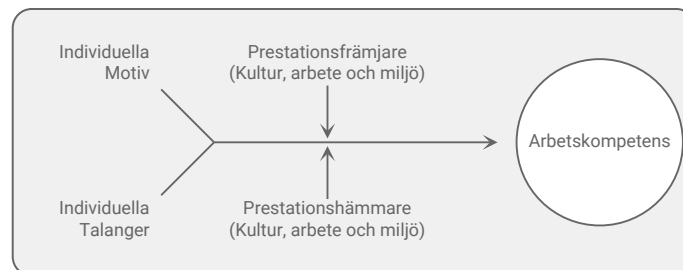 Individuella
Motiv
Prestationsfrämjare
(Kultur, arbete och miljö)
Arbetskompetens
Individuella
Talanger
Prestationshämmare
(Kultur, arbete och miljö)